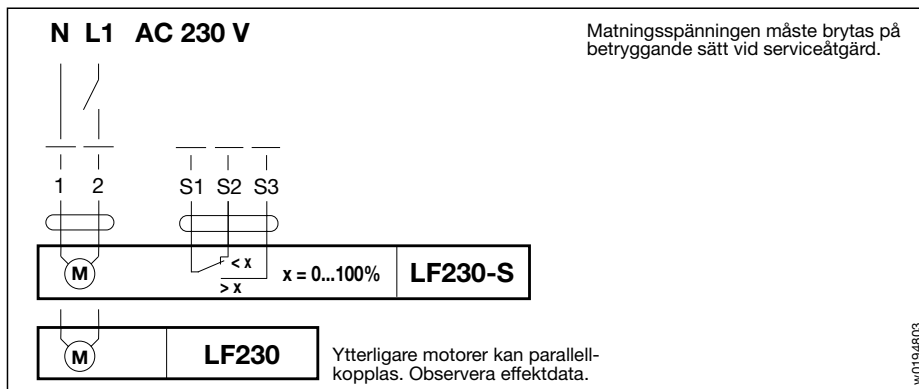 N L1 AC 230 V
Matningsspänningen måste brytas på
betryggande sätt vid serviceåtgärd.
1 2 S1 S2 S3
M < x
> x
x = 0...100% LF230-S
M LF230
Ytterligare motorer kan parallell-
kopplas. Observera effektdata.
w0194803